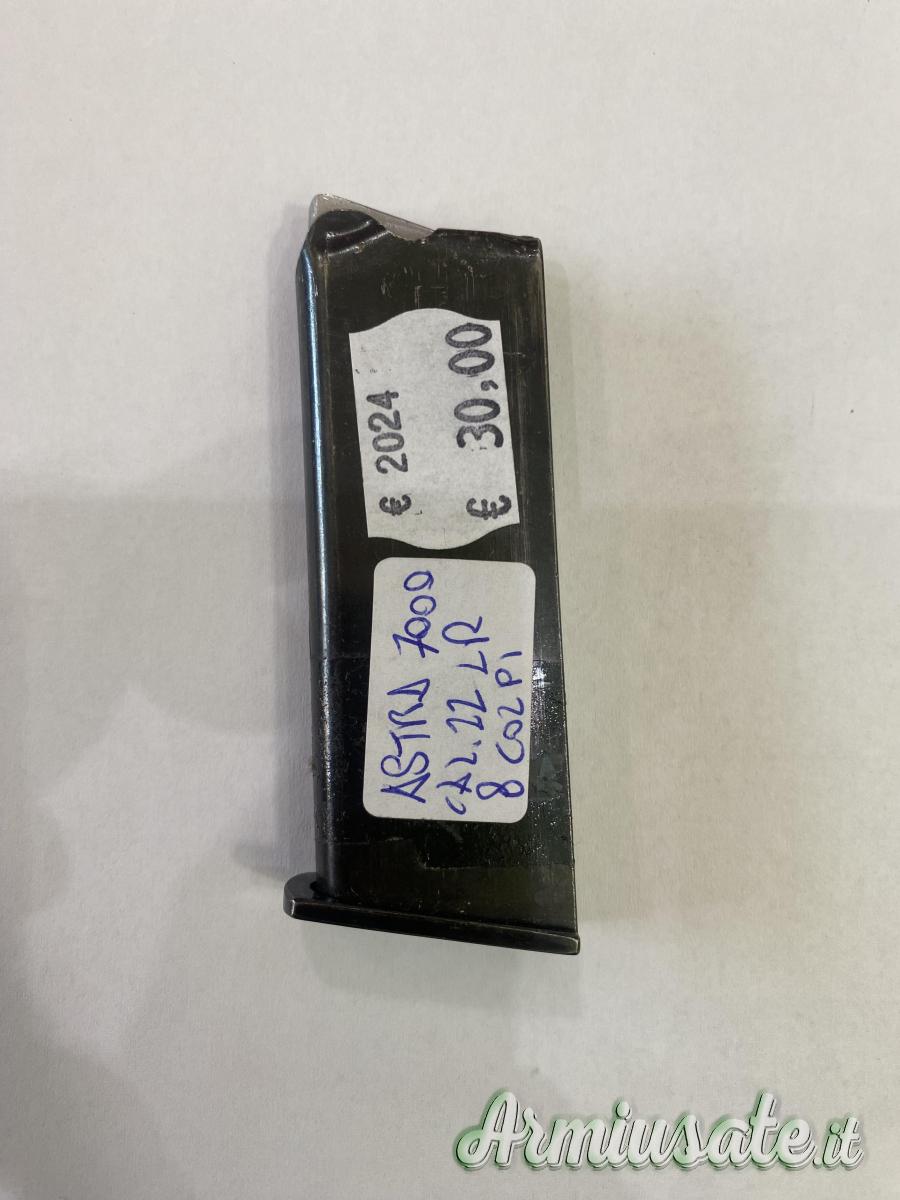 € 2024
€ 30,00
ASTRA 7000
CAL. 22 LR
8 COLPI
Armiusate.it